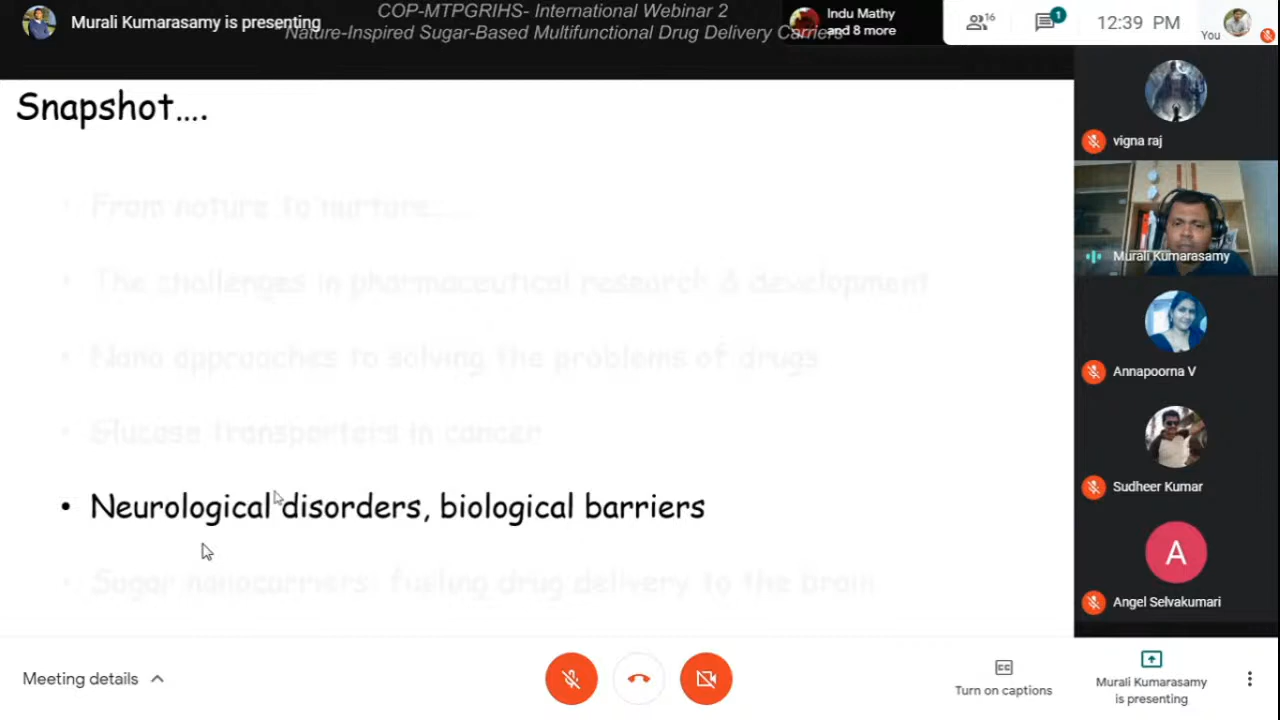 Murali Kumarasamy is presenting
COP-MTPGRIHS- International Webinar 2
Nature-Inspired Sugar-Based Multifunctional Drug Delivery Carriers
Indu Mathy
and 8 more
16
1
12:39 PM
You
Snapshot....
• From nature to nurture......
• The challenges in pharmaceutical research & development
• Nano approaches to solving the problems of drugs
• Glucose transporters in cancer
• Neurological disorders, biological barriers
• Sugar nanocarriers: fueling drug delivery to the brain
vigna raj
Murali Kumarasamy
Annapoorna V
Sudheer Kumar
A
Angel Selvakumari
Meeting details
CC
Turn on captions
Murali Kumarasamy
is presenting